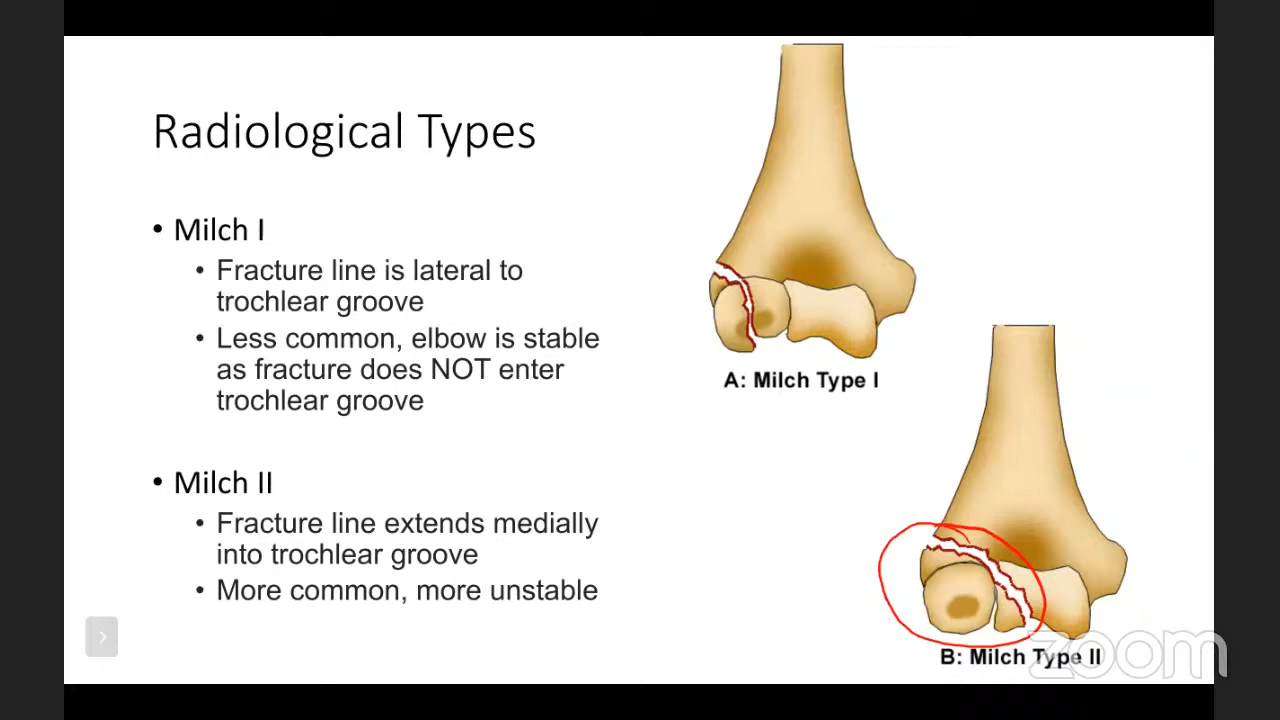 Radiological Types
• Milch I
• Fracture line is lateral to
trochlear groove
• Less common, elbow is stable
as fracture does NOT enter
trochlear groove
• Milch II
• Fracture line extends medially
into trochlear groove
• More common, more unstable
A: Milch Type I
B: Milch Type II
zoom